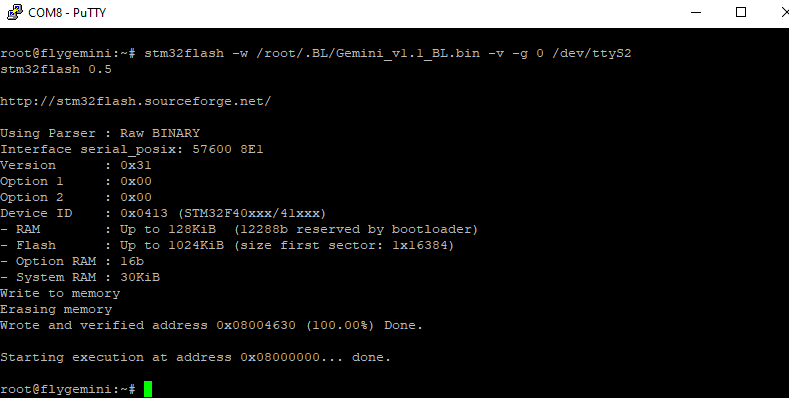 COM8 - PuTTY
root@flygemini:~# stm32flash -w /root/.BL/Gemini_v1.1_BL.bin -v -g 0 /dev/ttyS2
stm32flash 0.5
http://stm32flash.sourceforge.net/
Using Parser : Raw BINARY
Interface serial_posix: 57600 8E1
Version      : 0x31
Option 1     : 0x00
Option 2     : 0x00
Device ID    : 0x0413 (STM32F40xxx/41xxx)
- RAM        : Up to 128KiB  (12288b reserved by bootloader)
- Flash      : Up to 1024KiB (size first sector: 1x16384)
- Option RAM : 16b
- System RAM : 30KiB
Write to memory
Erasing memory
Wrote and verified address 0x08004630 (100.00%) Done.
Starting execution at address 0x08000000... done.
root@flygemini:~#